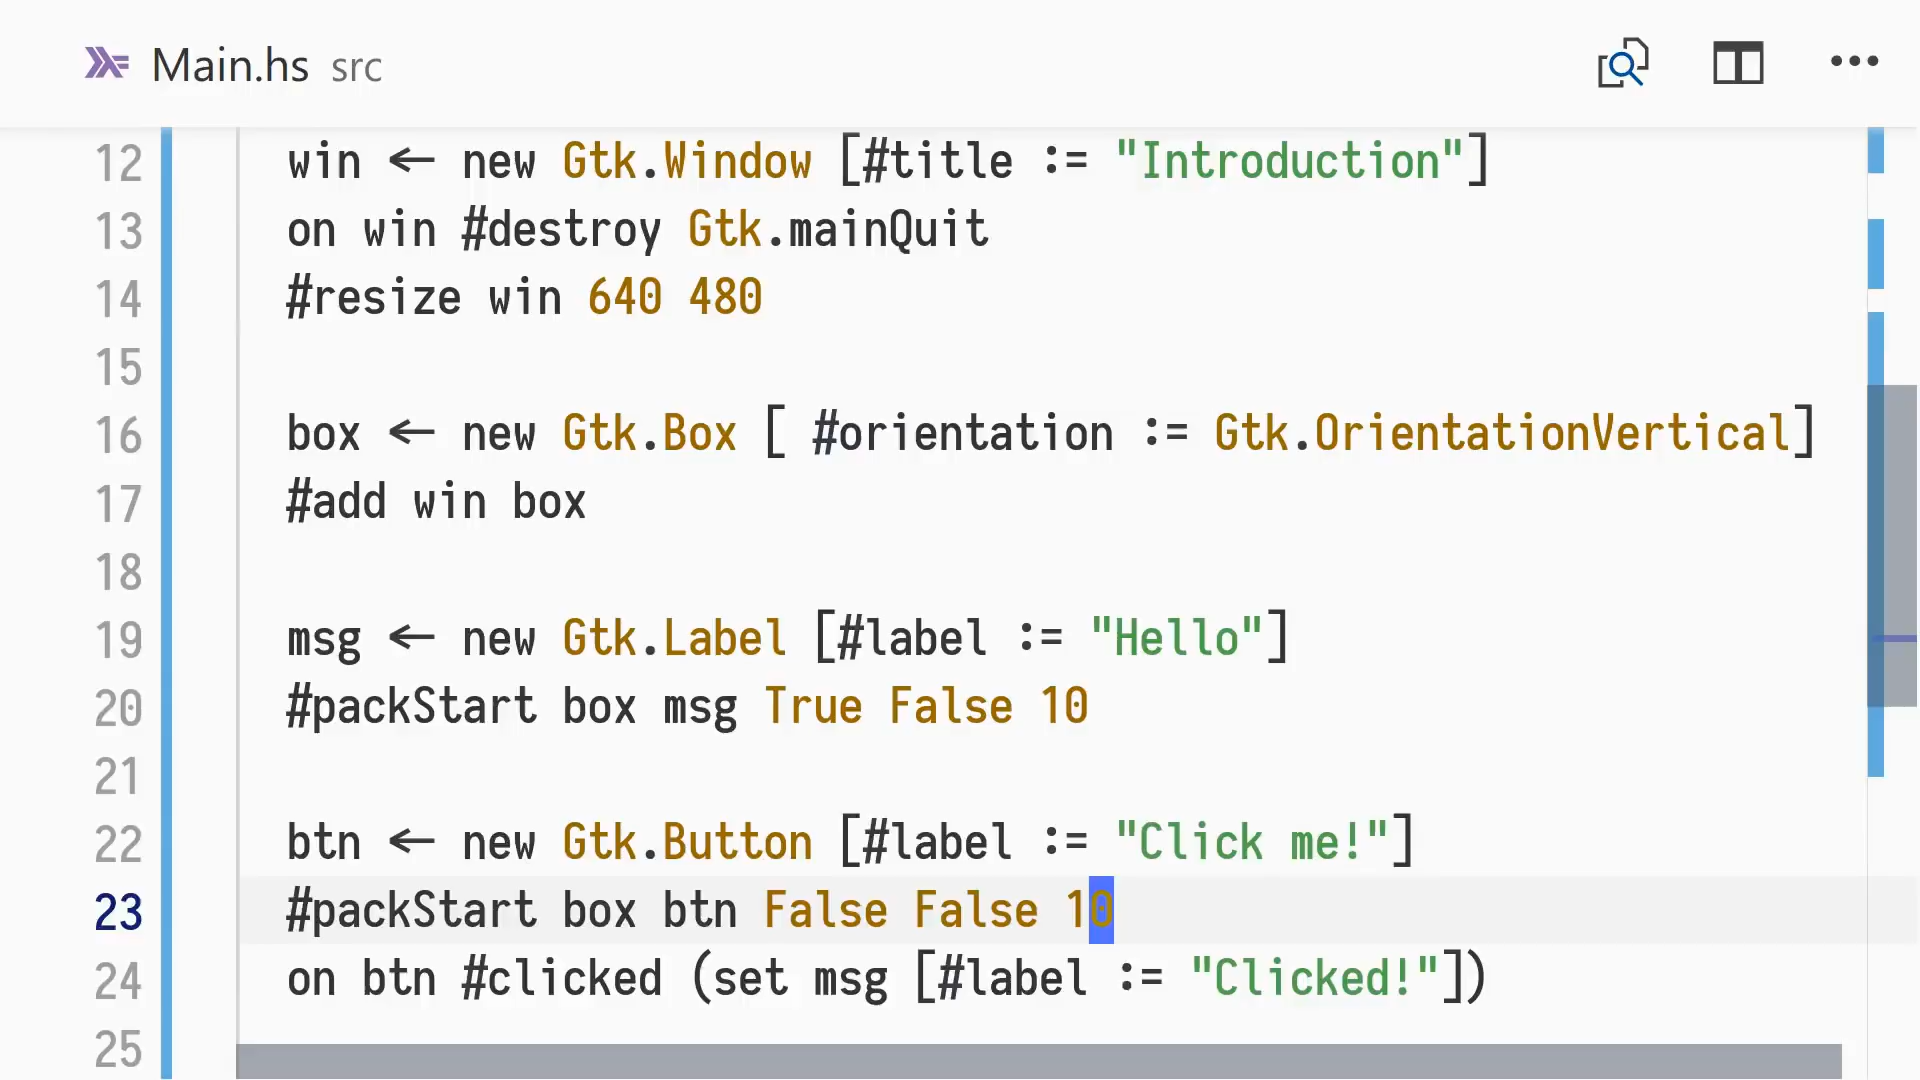 Main.hs src
12 win <- new Gtk.Window [#title := "Introduction"]
13 on win #destroy Gtk.mainQuit
14 #resize win 640 480
15
16 box <- new Gtk.Box [ #orientation := Gtk.OrientationVertical]
17 #add win box
18
19 msg <- new Gtk.Label [#label := "Hello"]
20 #packStart box msg True False 10
21
22 btn <- new Gtk.Button [#label := "Click me!"]
23 #packStart box btn False False 10
24 on btn #clicked (set msg [#label := "Clicked!"])
25